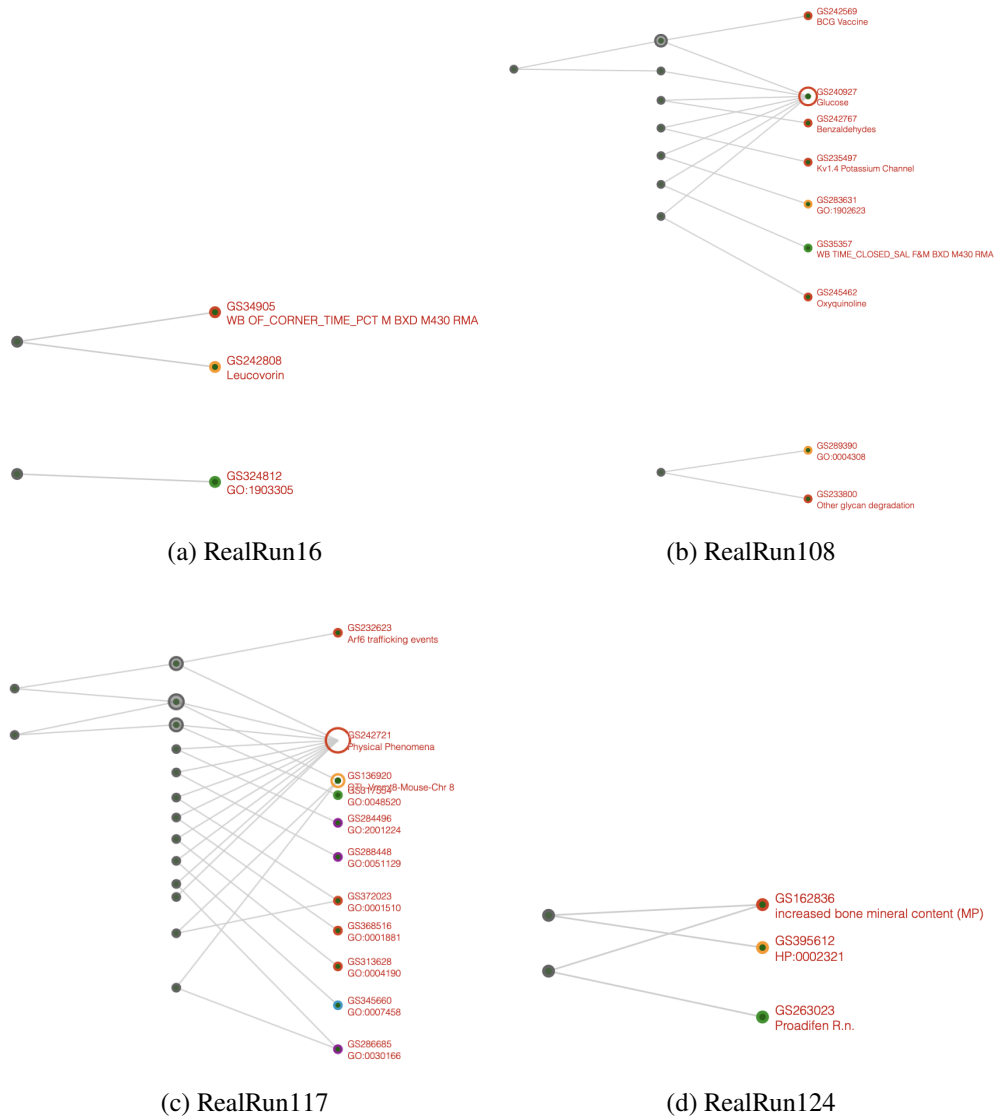 GS34905
WB OF_CORNER_TIME_PCT M BXD M430 RMA
GS242808
Leucovorin
GS324812
GO:1903305
(a) RealRun16
GS242569
BCG Vaccine
GS240927
Glucose
GS242767
Benzaldehydes
GS235497
Kv1.4 Potassium Channel
GS283631
GO:1902623
GS35357
WB TIME_CLOSED_SAL F&M BXD M430 RMA
GS245462
Oxyquinoline
GS289390
GO:0004308
GS233800
Other glycan degradation
(b) RealRun108
GS232623
Arf6 trafficking events
GS242721
Physical Phenomena
GS136920
8-Mouse-Chr 8
GO:0048520
GS284496
GO:2001224
GS288448
GO:0051129
GS372023
GO:0001510
GS368516
GO:0001881
GS313628
GO:0004190
GS345660
GO:0007458
GS286685
GO:0030166
(c) RealRun117
GS162836
increased bone mineral content (MP)
GS395612
HP:0002321
GS263023
Proadifen R.n.
(d) RealRun124